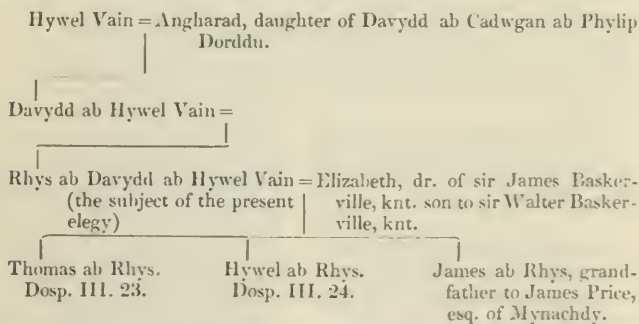 Hywel Vain = Angharad, daughter of Davydd ab Cadwgan ab Phylip
Dorddu.
Davydd ab Hywel Vain =
Rhys ab Davydd ab Hywel Vain = Elizabeth, dr. of sir James Basker-
(the subject of the present ville, knt. son to sir Walter Basker-
elegy) ville, knt.
Thomas ab Rhys. Hywel ab Rhys. James ab Rhys, grand-
Dosp. III. 23. Dosp. III. 24. father to James Price,
esq. of Mynachdy.